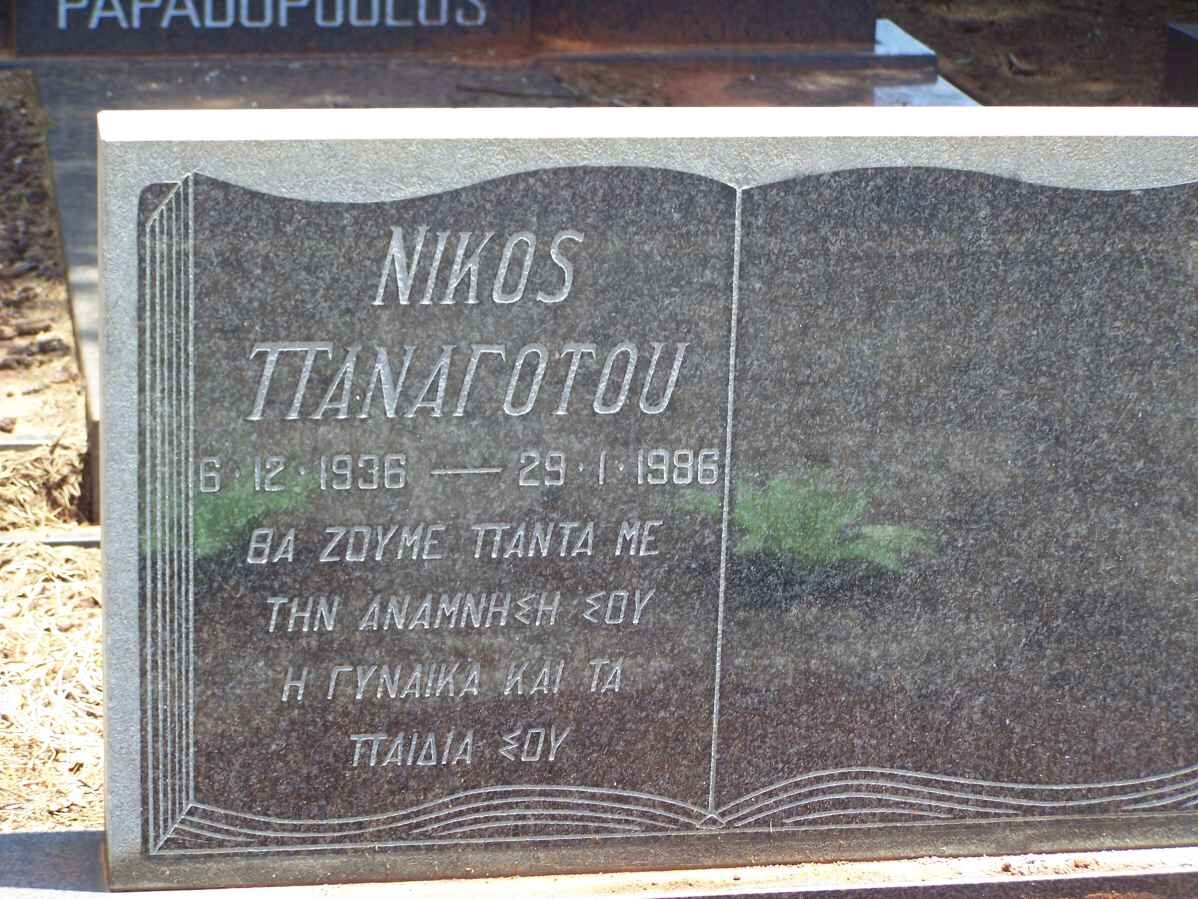 PAPADOPOULOS
NIKOS
ΠΑΝΑΓΟΤΟU
6·12·1936 — 29·1·1986
ΘΑ ΖΟΥΜΕ ΠΑΝΤΑ ΜΕ
ΤΗΝ ΑΝΑΜΝΗΣΗ ΣΟΥ
Η ΓΥΝΑΙΚΑ ΚΑΙ ΤΑ
ΠΑΙΔΙΑ ΣΟΥ